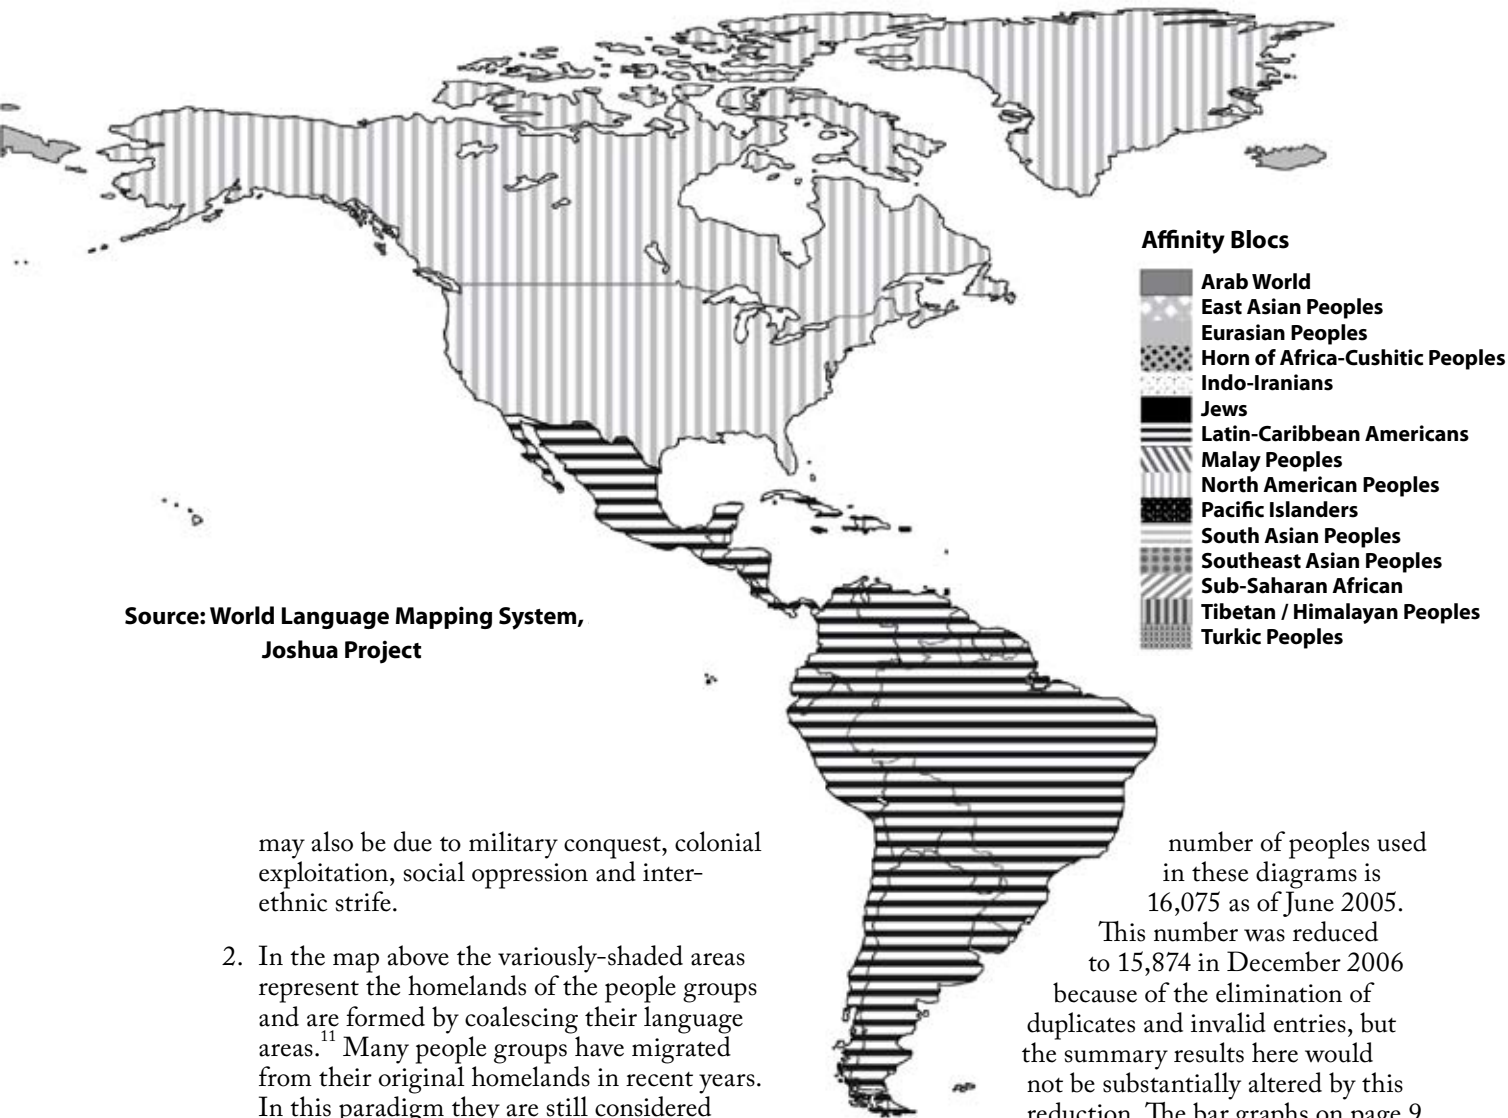 Affinity Blocs
Arab World
East Asian Peoples
Eurasian Peoples
Horn of Africa-Cushitic Peoples
Indo-Iranians
Jews
Latin-Caribbean Americans
Malay Peoples
North American Peoples
Pacific Islanders
South Asian Peoples
Southeast Asian Peoples
Sub-Saharan African
Tibetan / Himalayan Peoples
Turkic Peoples
Source: World Language Mapping System,
Joshua Project
may also be due to military conquest, colonial
exploitation, social oppression and inter-
ethnic strife.
2. In the map above the variously-shaded areas
represent the homelands of the people groups
and are formed by coalescing their language
areas.11 Many people groups have migrated
from their original homelands in recent years.
In this paradigm they are still considered
number of peoples used
in these diagrams is
16,075 as of June 2005.
This number was reduced
to 15,874 in December 2006
because of the elimination of
duplicates and invalid entries, but
the summary results here would
not be substantially altered by this
reduction. The bar graphs on page 9